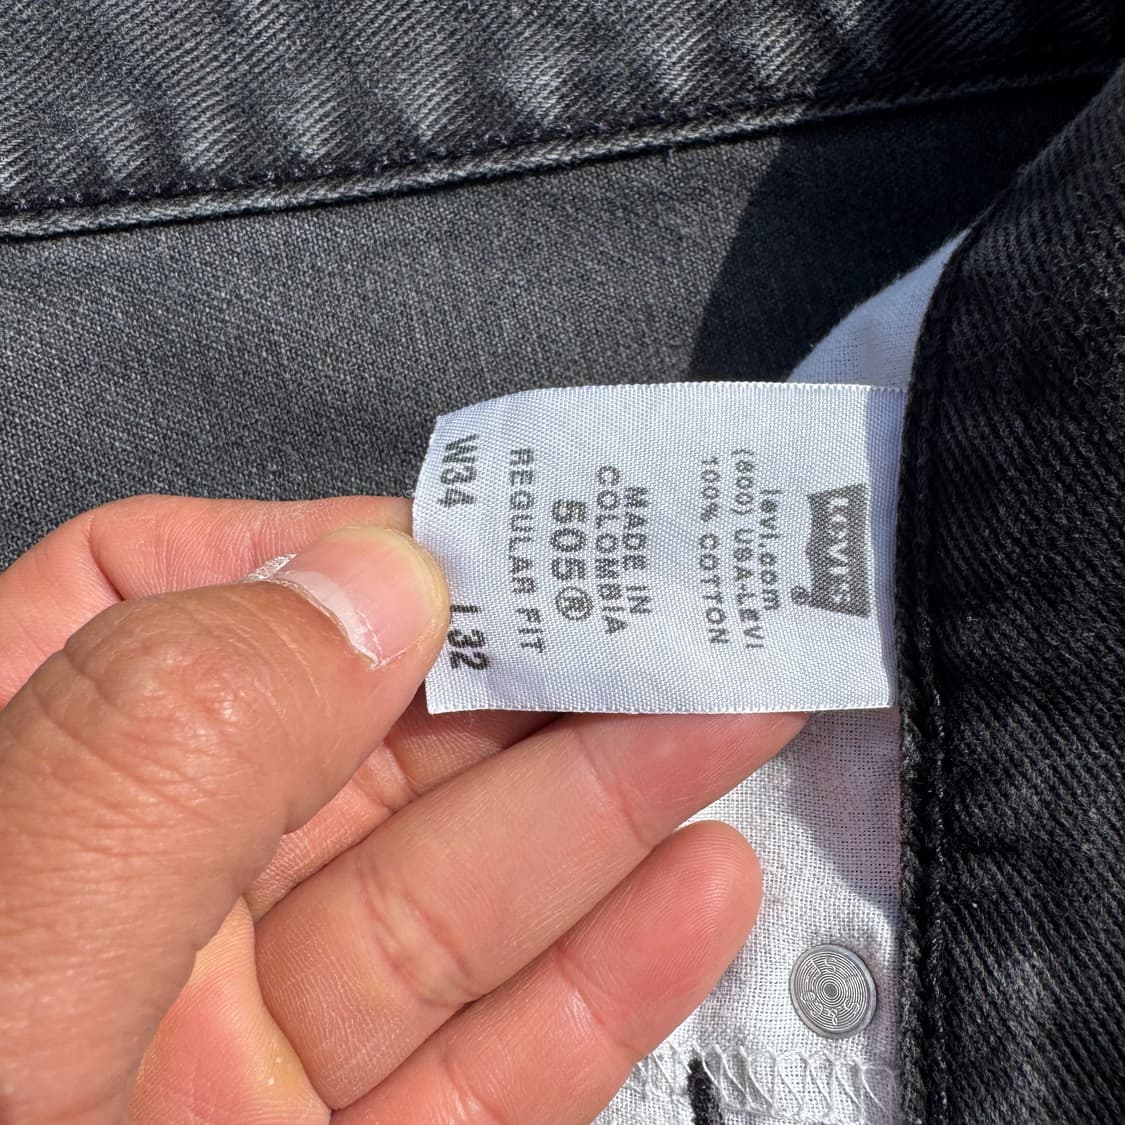 Levi's
levi.com
(800) USA-LEVI
100% COTTON
MADE IN
COLOMBIA
505®
REGULAR FIT
W34 L32